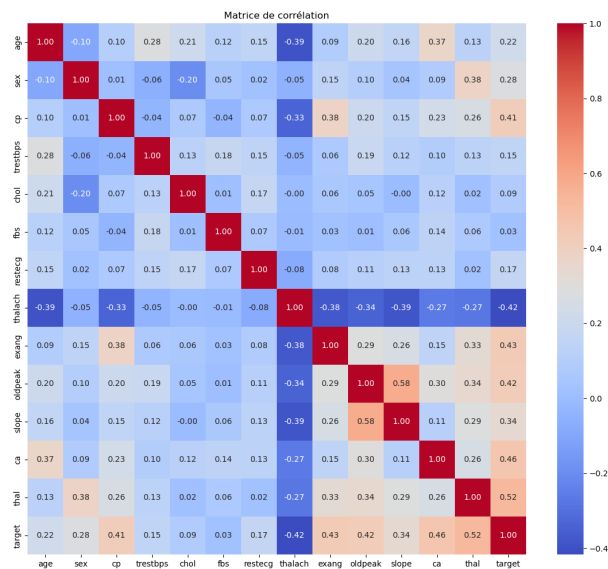 Matrice de corrélation
age 1.00 -0.10 0.10 0.28 0.21 0.12 0.15 -0.39 0.09 0.20 0.16 0.37 0.13 0.22
sex -0.10 1.00 0.01 -0.06 -0.20 0.05 0.02 -0.05 0.15 0.10 0.04 0.09 0.38 0.28
cp 0.10 0.01 1.00 -0.04 0.07 -0.04 0.07 -0.33 0.38 0.20 0.15 0.23 0.26 0.41
trestbps 0.28 -0.06 -0.04 1.00 0.13 0.18 0.15 -0.05 0.06 0.19 0.12 0.10 0.13 0.15
chol 0.21 -0.20 0.07 0.13 1.00 0.01 0.17 -0.00 0.06 0.05 -0.00 0.12 0.02 0.09
fbs 0.12 0.05 -0.04 0.18 0.01 1.00 0.07 -0.01 0.03 0.01 0.06 0.14 0.06 0.03
restecg 0.15 0.02 0.07 0.15 0.17 0.07 1.00 -0.08 0.08 0.11 0.13 0.13 0.02 0.17
thalach -0.39 -0.05 -0.33 -0.05 -0.00 -0.01 -0.08 1.00 -0.38 -0.34 -0.39 -0.27 -0.27 -0.42
exang 0.09 0.15 0.38 0.06 0.06 0.03 0.08 -0.38 1.00 0.29 0.26 0.15 0.33 0.43
oldpeak 0.20 0.10 0.20 0.19 0.05 0.01 0.11 -0.34 0.29 1.00 0.58 0.30 0.34 0.42
slope 0.16 0.04 0.15 0.12 -0.00 0.06 0.13 -0.39 0.26 0.58 1.00 0.11 0.29 0.34
ca 0.37 0.09 0.23 0.10 0.12 0.14 0.13 -0.27 0.15 0.30 0.11 1.00 0.26 0.46
thal 0.13 0.38 0.26 0.13 0.02 0.06 0.02 -0.27 0.33 0.34 0.29 0.26 1.00 0.52
target 0.22 0.28 0.41 0.15 0.09 0.03 0.17 -0.42 0.43 0.42 0.34 0.46 0.52 1.00
age sex cp trestbps chol fbs restecg thalach exang oldpeak slope ca thal target
1.0
0.8
0.6
0.4
0.2
0.0
-0.2
-0.4